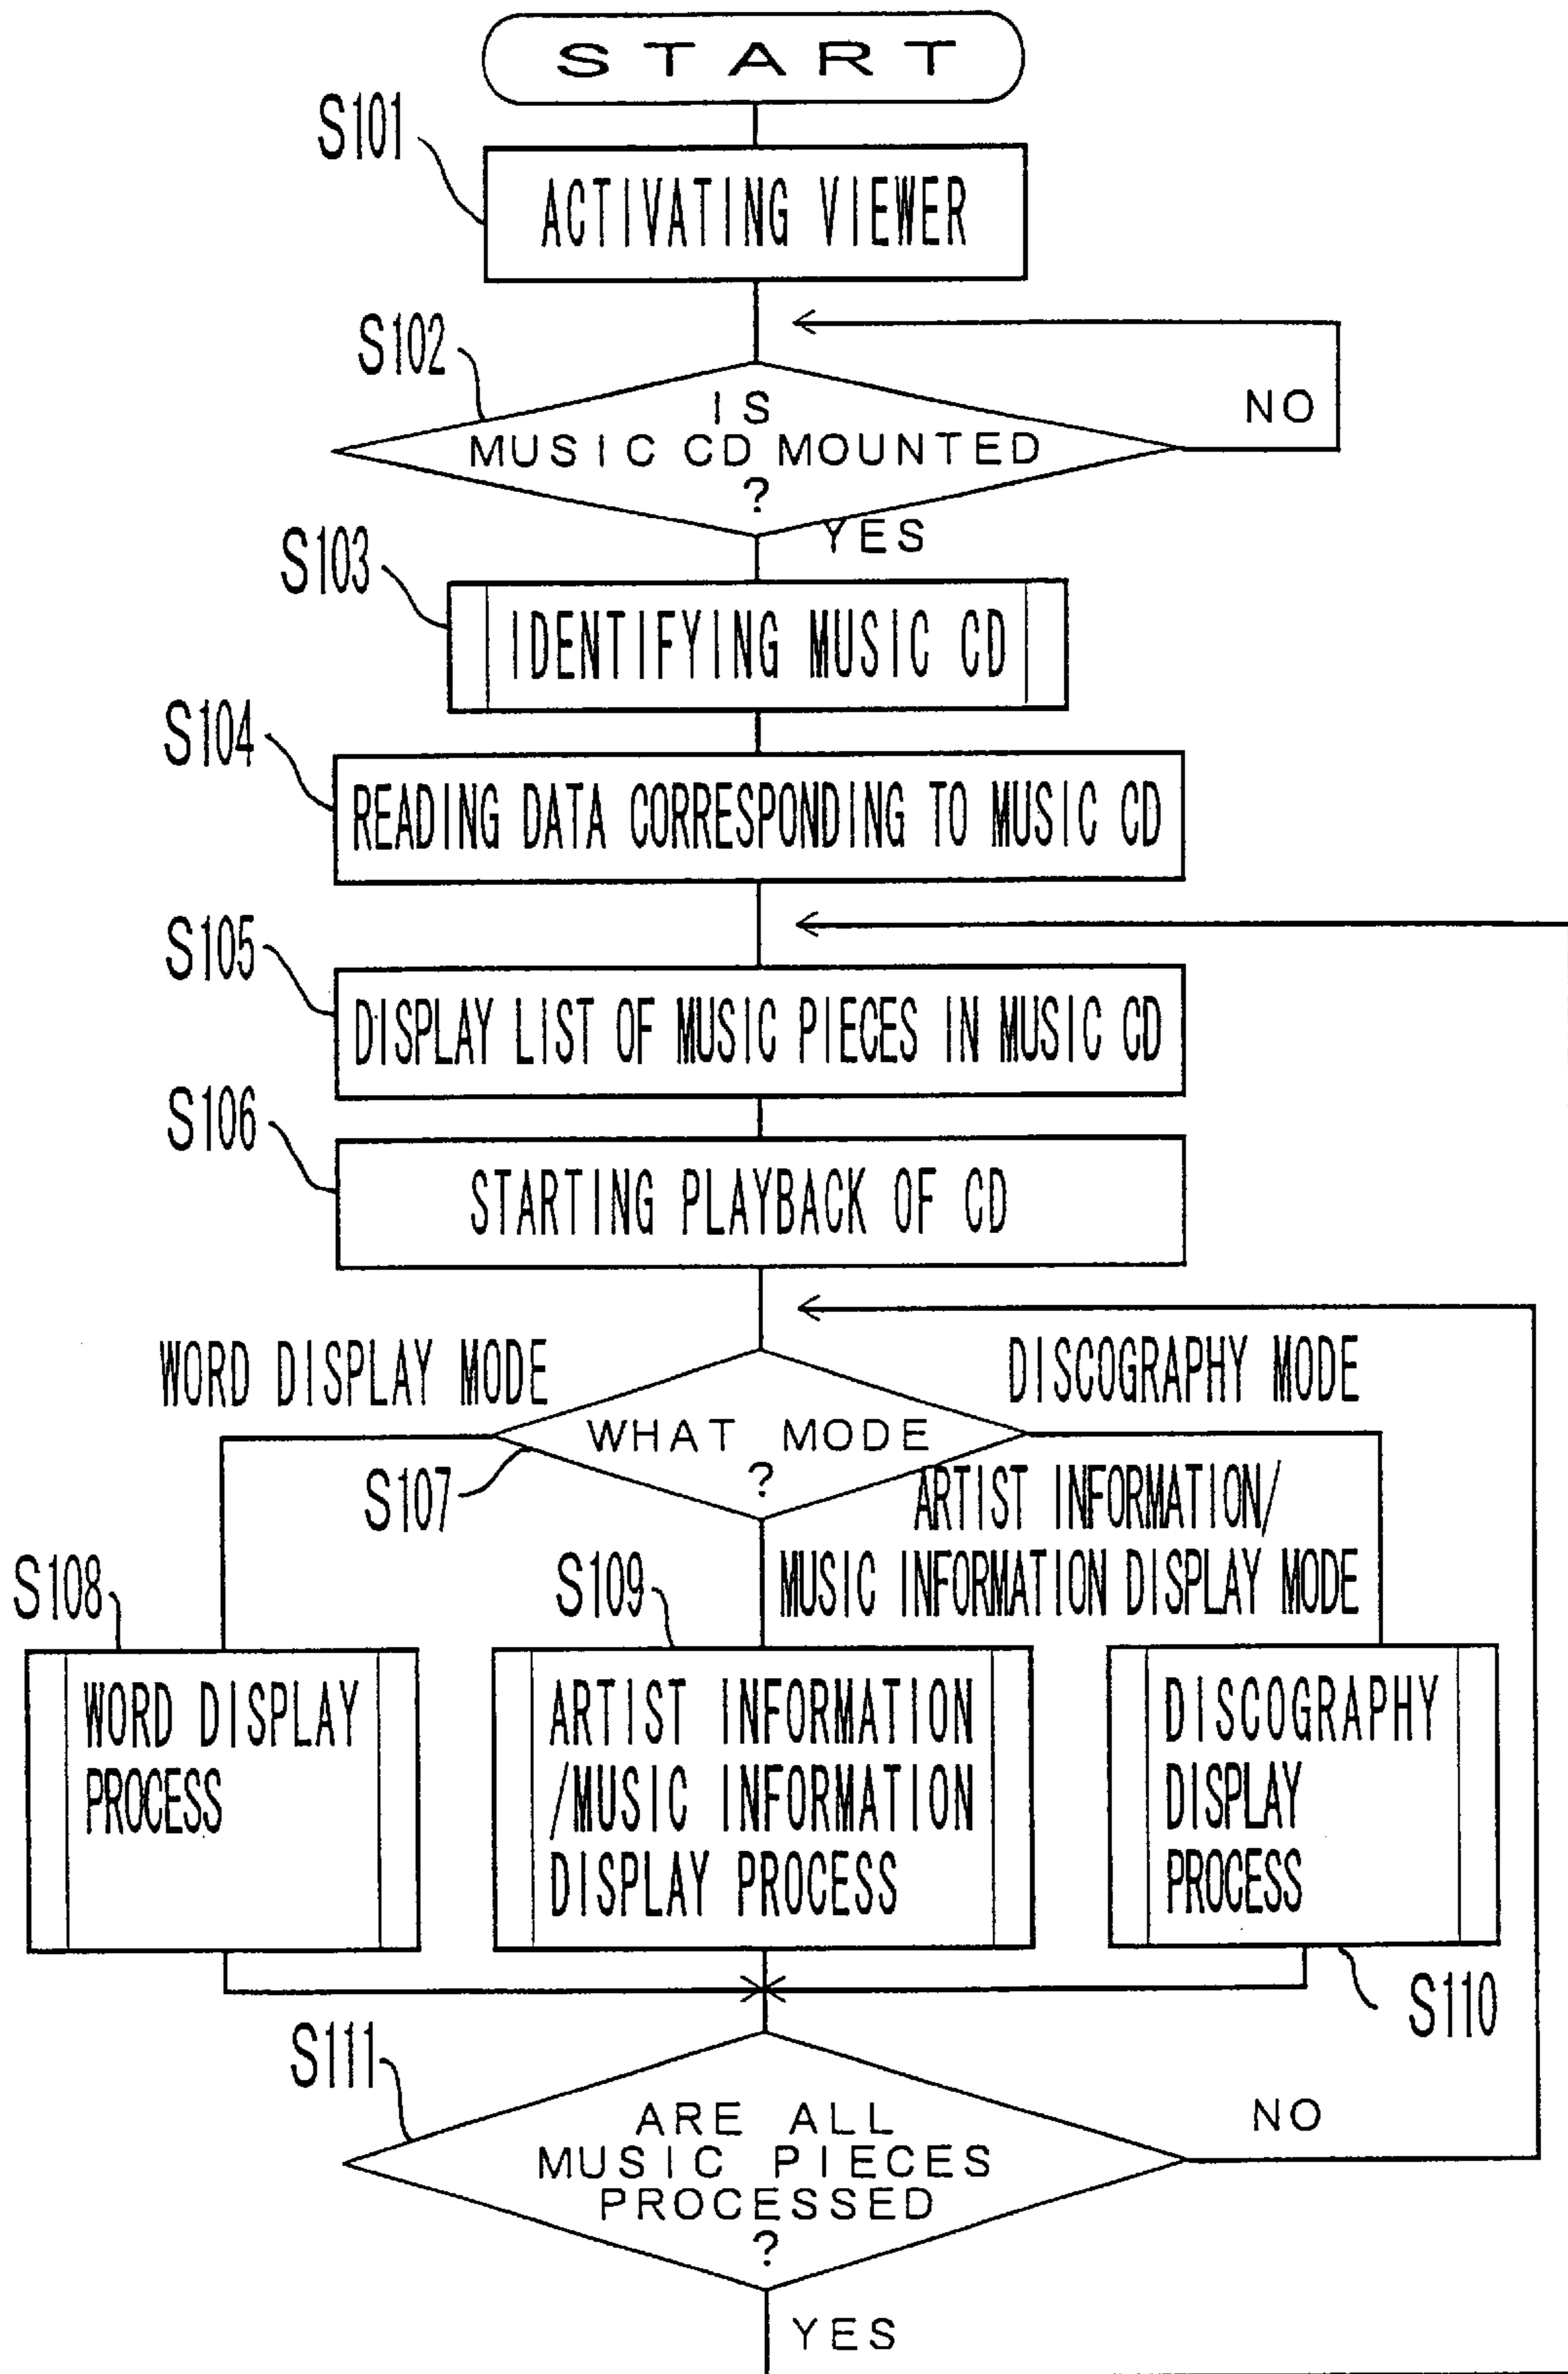 START
S101
ACTIVATING VIEWER
S102
IS
MUSIC CD MOUNTED
?
NO
YES
S103
IDENTIFYING MUSIC CD
S104
READING DATA CORRESPONDING TO MUSIC CD
S105
DISPLAY LIST OF MUSIC PIECES IN MUSIC CD
S106
STARTING PLAYBACK OF CD
WORD DISPLAY MODE
DISCOGRAPHY MODE
WHAT MODE
?
S107
ARTIST INFORMATION/
MUSIC INFORMATION DISPLAY MODE
S108
S109
WORD DISPLAY
PROCESS
ARTIST INFORMATION
/MUSIC INFORMATION
DISPLAY PROCESS
DISCOGRAPHY
DISPLAY
PROCESS
S110
S111
ARE ALL
MUSIC PIECES
PROCESSED
?
NO
YES